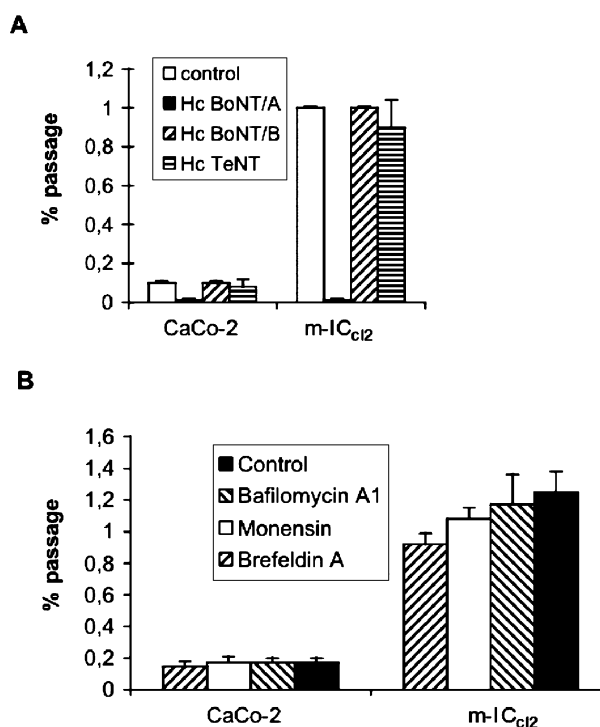 A
1,2
1
0,8
0,6
0,4
0,2
0
% passage
control
Hc BoNT/A
Hc BoNT/B
Hc TeNT
CaCo-2 m-ICcl2
B
1,6
1,4
1,2
1
0,8
0,6
0,4
0,2
0
% passage
Control
Bafilomycin A1
Monensin
Brefeldin A
CaCo-2 m-ICcl2